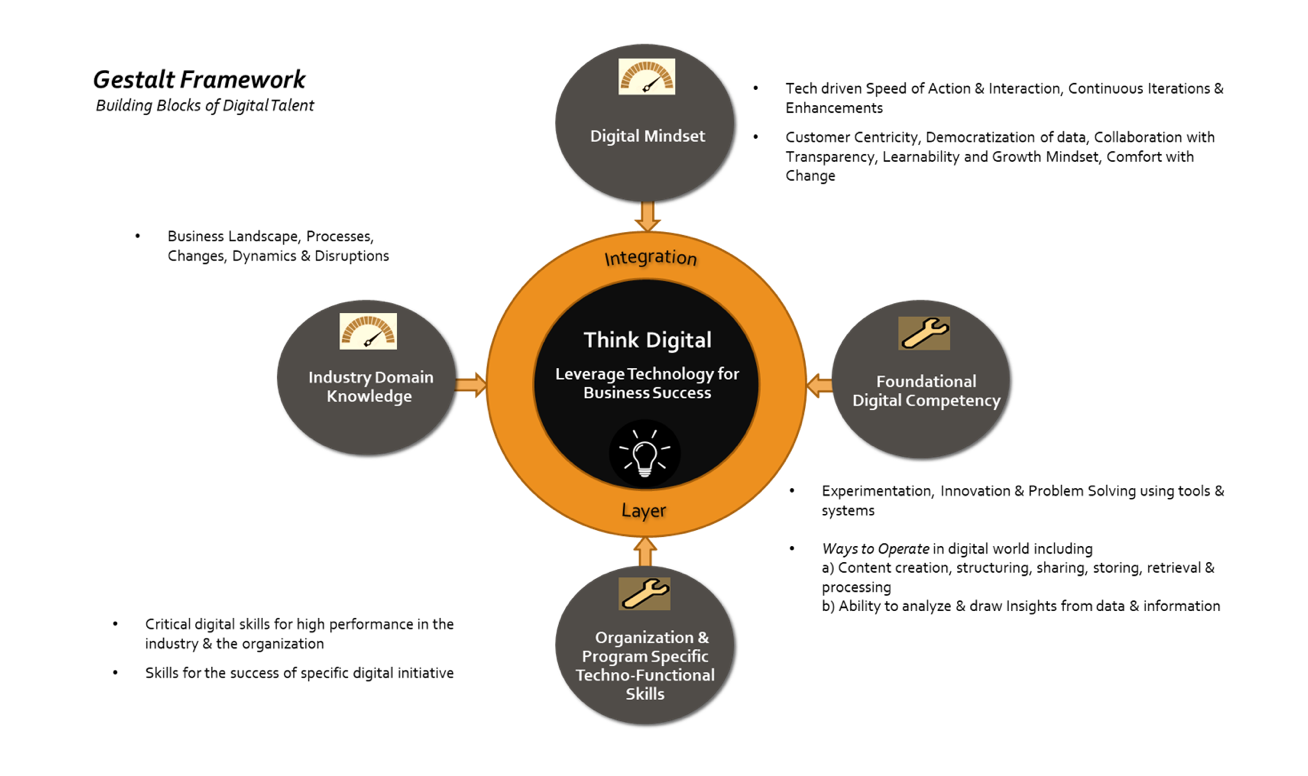 Gestalt Framework
Building Blocks of Digital Talent
Digital Mindset
• Tech driven Speed of Action & Interaction, Continuous Iterations &
Enhancements
• Customer Centricity, Democratization of data, Collaboration with
Transparency, Learnability and Growth Mindset, Comfort with
Change
• Business Landscape, Processes,
Changes, Dynamics & Disruptions
Integration
Industry Domain
Knowledge
Think Digital
Leverage Technology for
Business Success
Foundational
Digital Competency
Layer
• Experimentation, Innovation & Problem Solving using tools &
systems
• Ways to Operate in digital world including
a) Content creation, structuring, sharing, storing, retrieval &
processing
b) Ability to analyze & draw Insights from data & information
• Critical digital skills for high performance in the
industry & the organization
• Skills for the success of specific digital initiative
Organization &
Program Specific
Techno-Functional
Skills